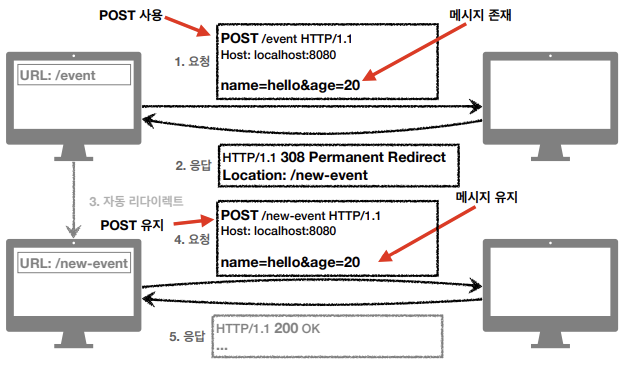 POST 사용
메시지 존재
POST /event HTTP/1.1
1. 요청
Host: localhost:8080
URL: /event
name=hello&age=20
HTTP/1.1 308 Permanent Redirect
2. 응답
Location: /new-event
3. 자동 리다이렉트
메시지 유지
POST 유지
POST /new-event HTTP/1.1
4. 요청
Host: localhost:8080
URL: /new-event
name=hello&age=20
5. 응답
HTTP/1.1 200 OK
...